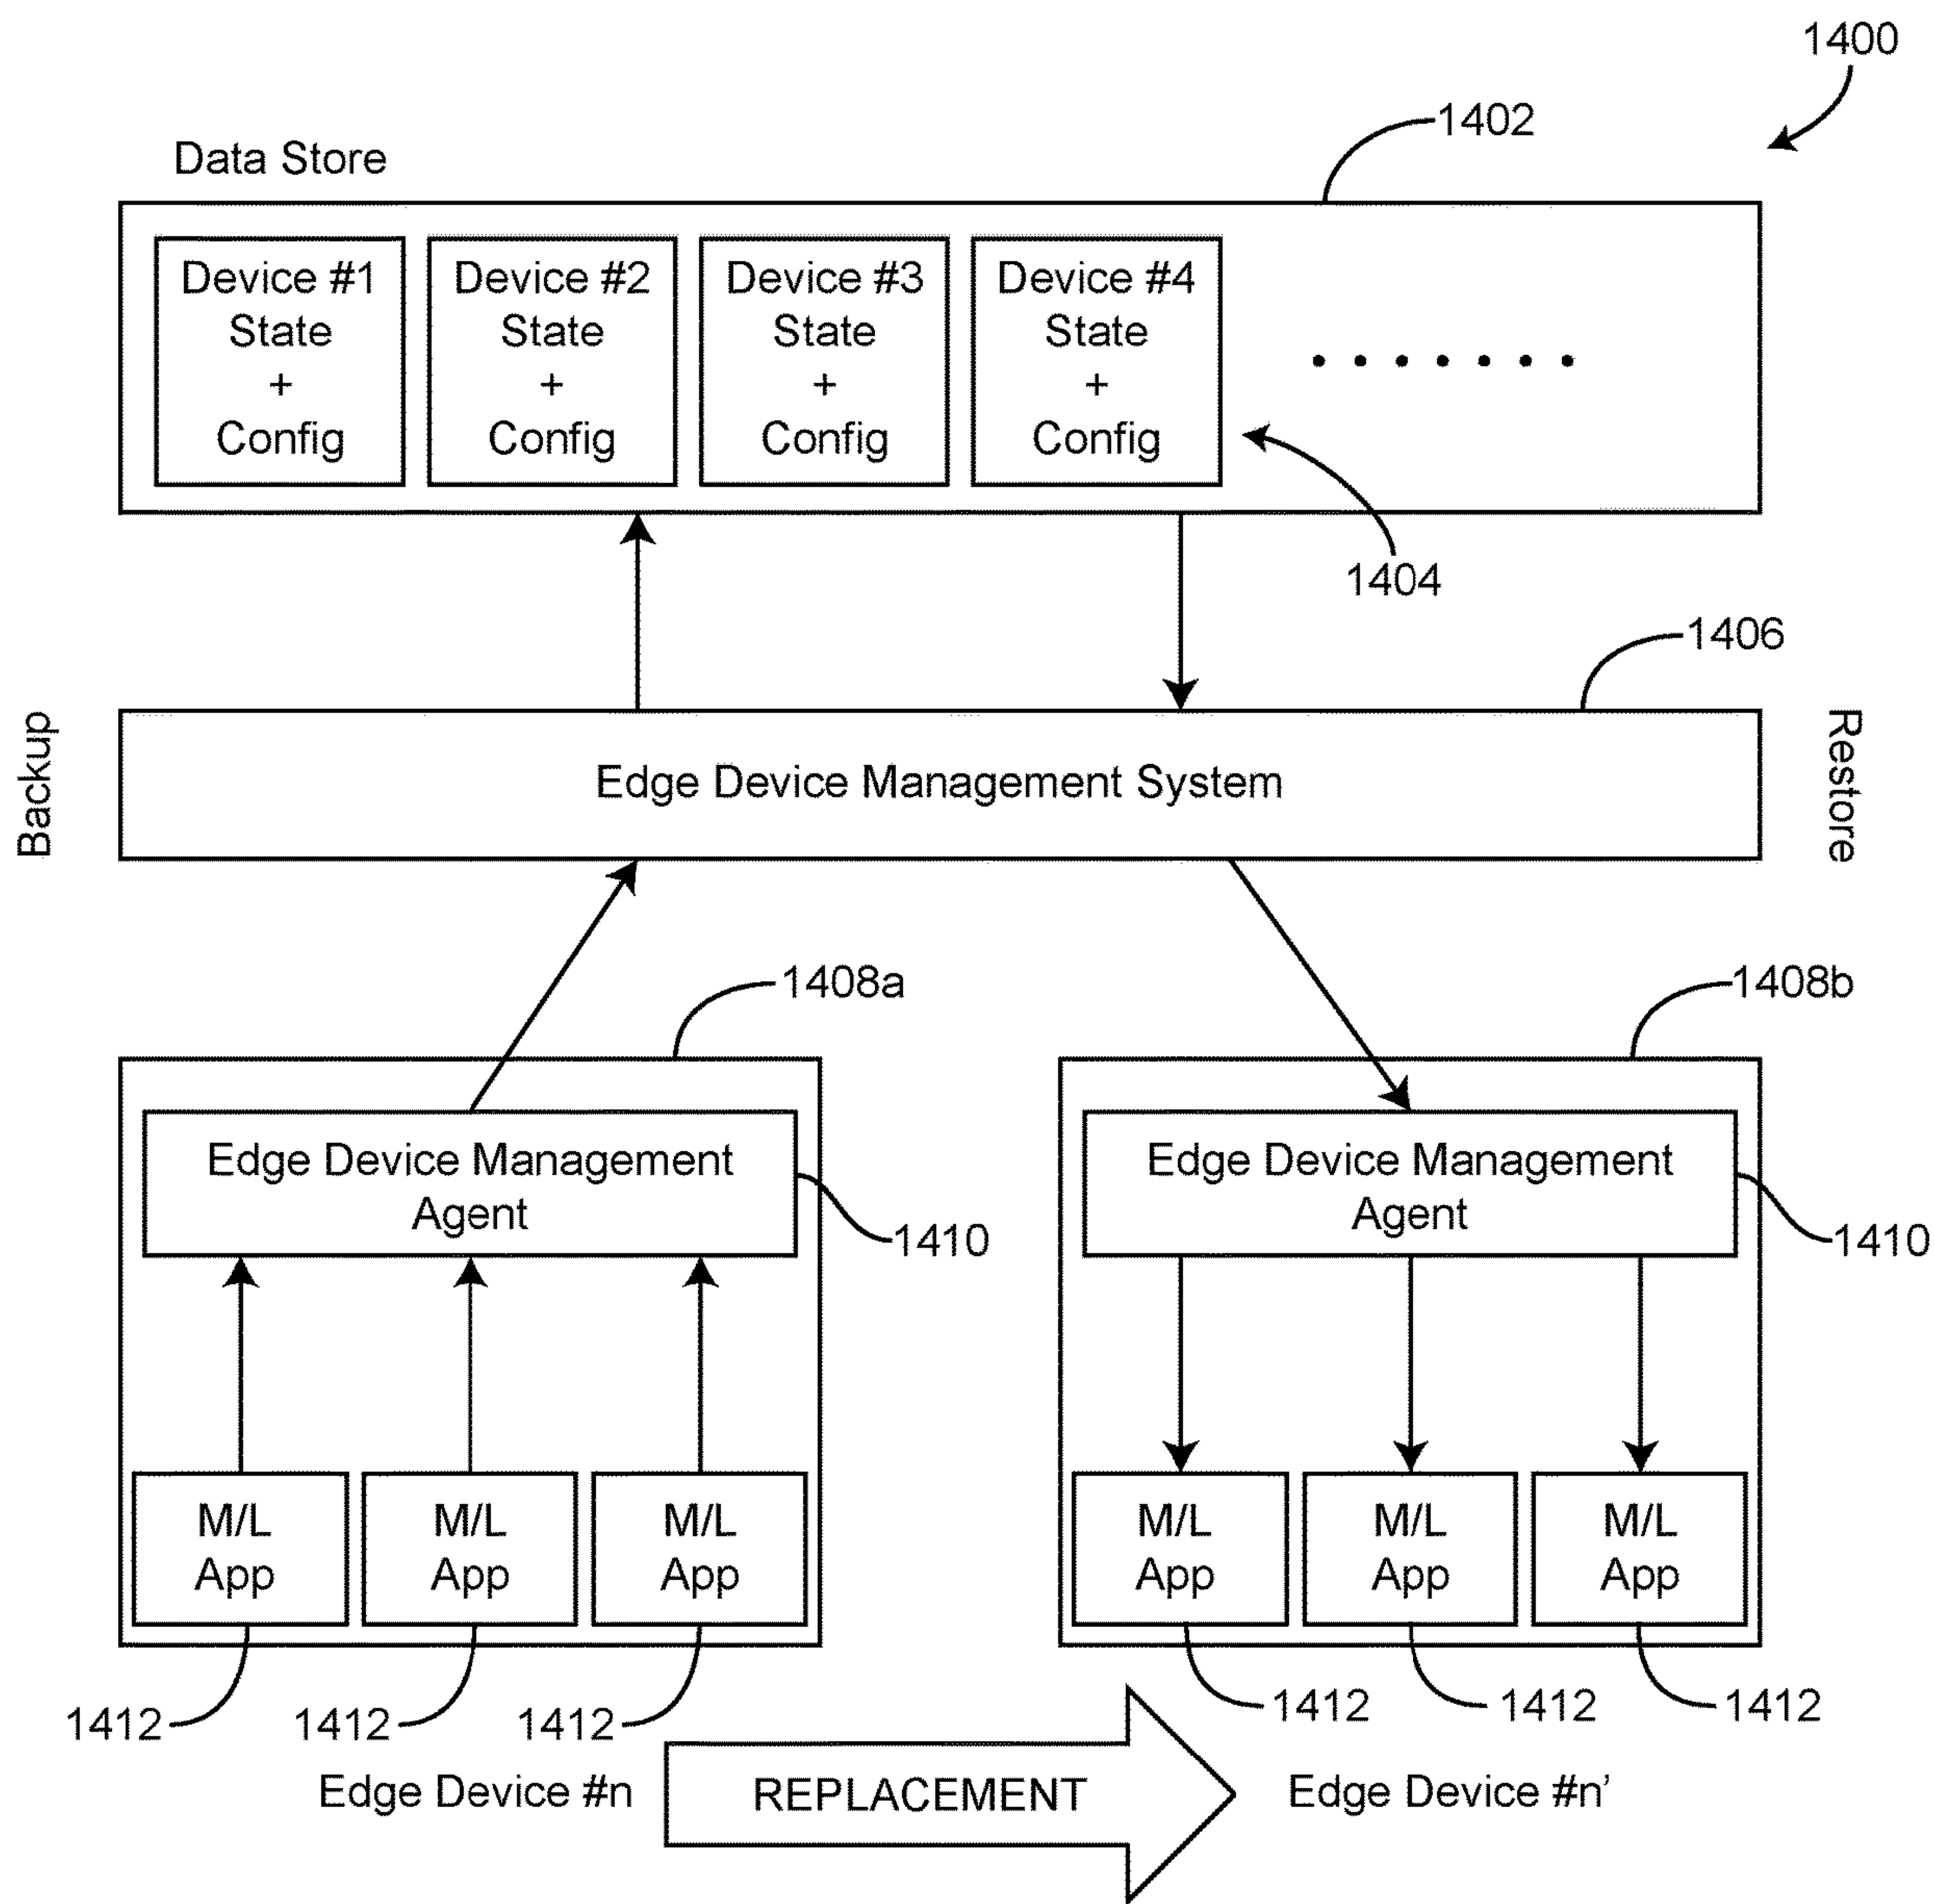 1400
1402
Data Store
Device #1
State
+
Config
Device #2
State
+
Config
Device #3
State
+
Config
Device #4
State
+
Config
.......
1404
1406
Backup
Edge Device Management System
Restore
1408a
1408b
Edge Device Management
Agent
1410
Edge Device Management
Agent
1410
M/L
App
M/L
App
M/L
App
M/L
App
M/L
App
M/L
App
1412
1412
1412
1412
1412
1412
Edge Device #n
REPLACEMENT
Edge Device #n’